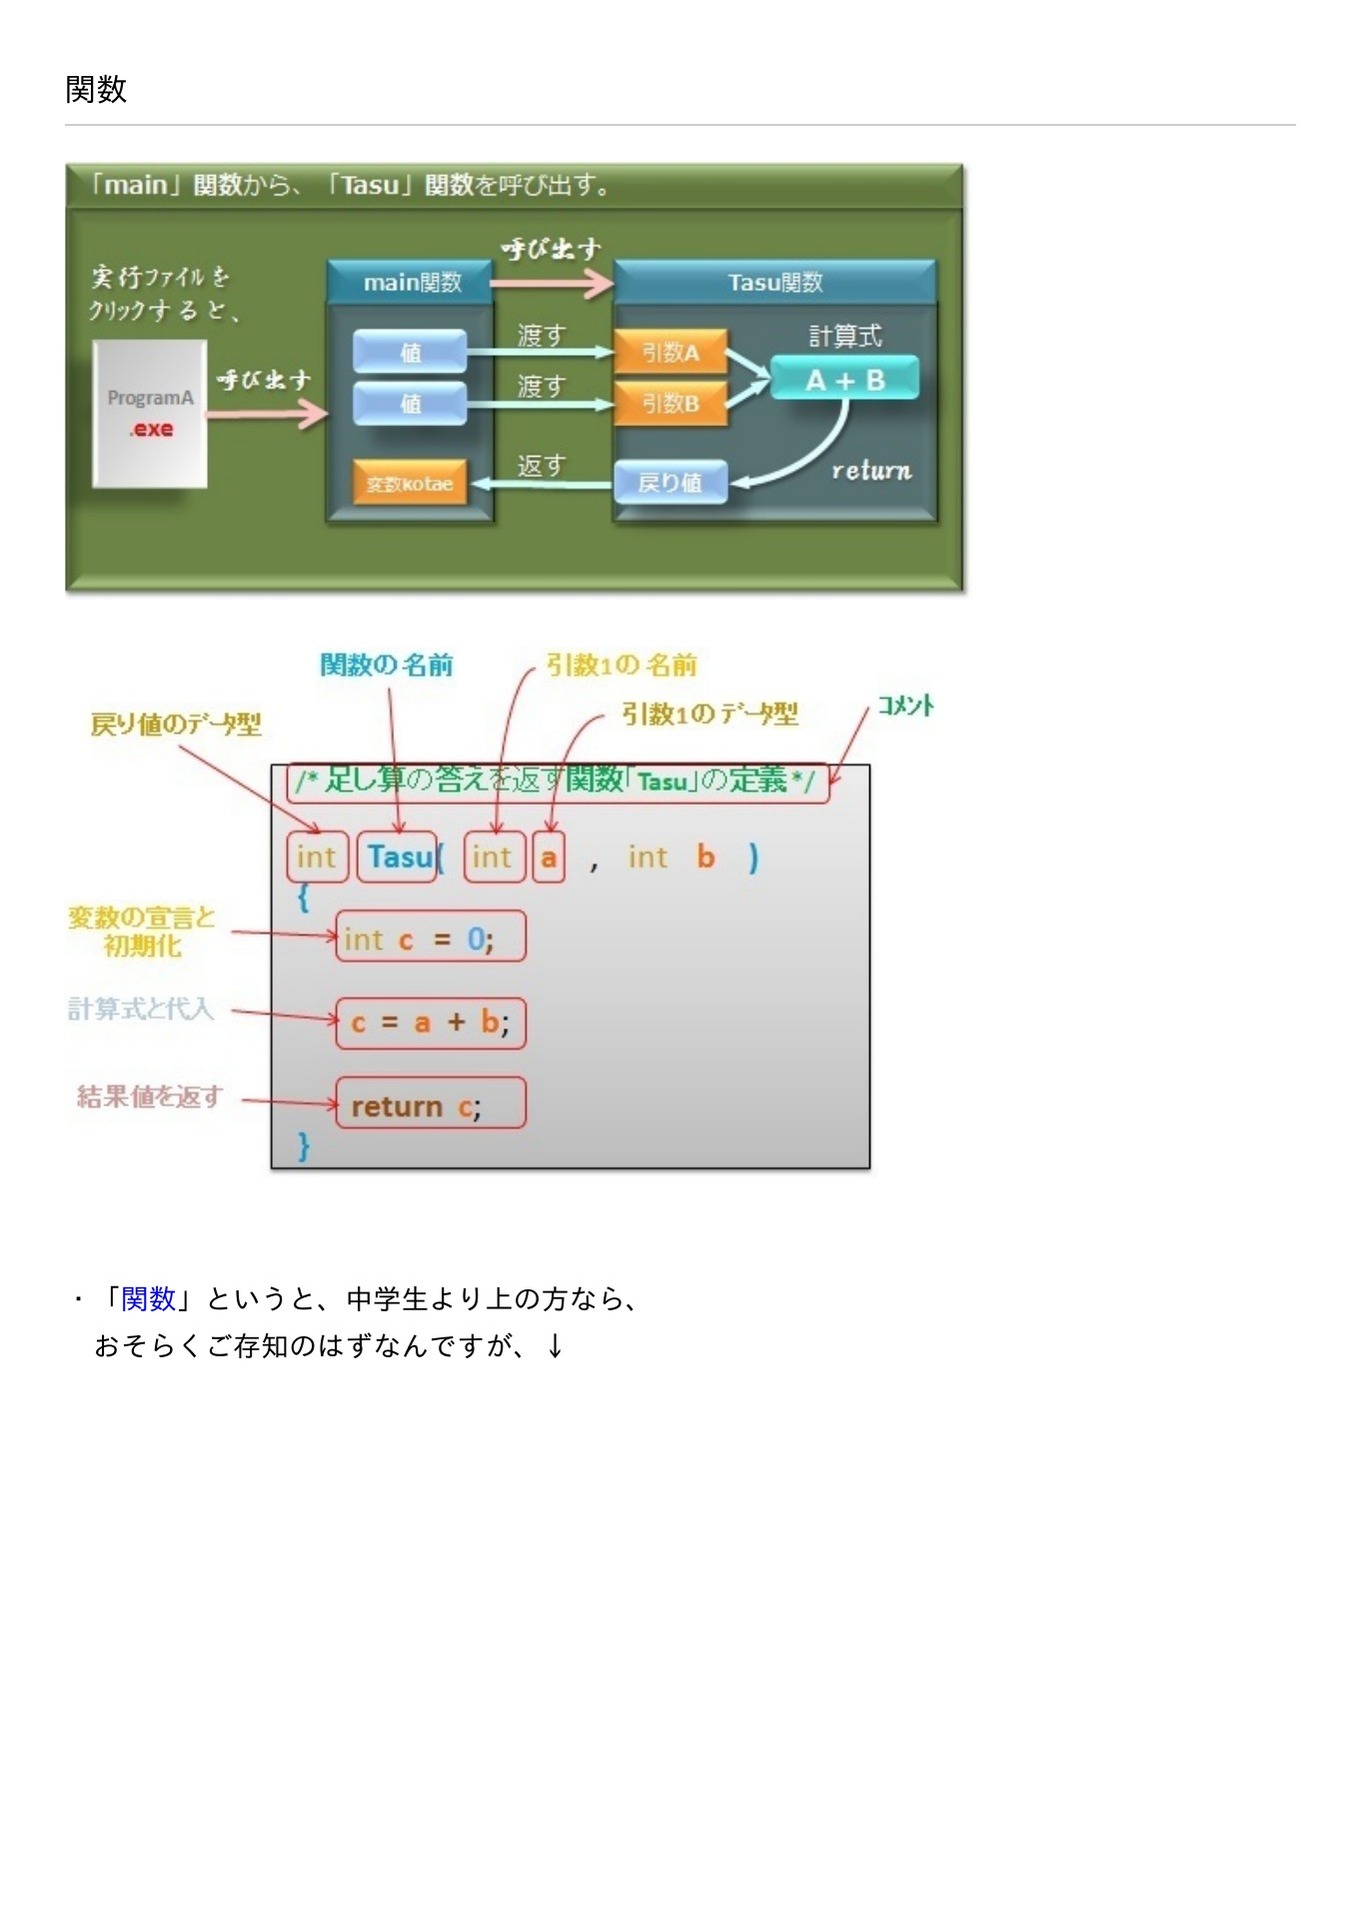 関数
「main」関数から、「Tasu」関数を呼び出す。
呼び出す
実行ファイルを
クリックすると、
main関数
Tasu関数
値
渡す
引数A
計算式
A + B
ProgramA
.exe
呼び出す
値
渡す
引数B
変数kotae
返す
戻り値
return
関数の名前
引数1の名前
戻り値のデータ型
引数1のデータ型
コメント
/* 足し算の答えを返す関数「Tasu」の定義 */
int Tasu( int a , int b )
{
変数の宣言と
初期化
int c = 0;
計算式と代入
c = a + b;
結果値を返す
return c;
}
・「関数」というと、中学生より上の方なら、
おそらくご存知のはずなんですが、↓